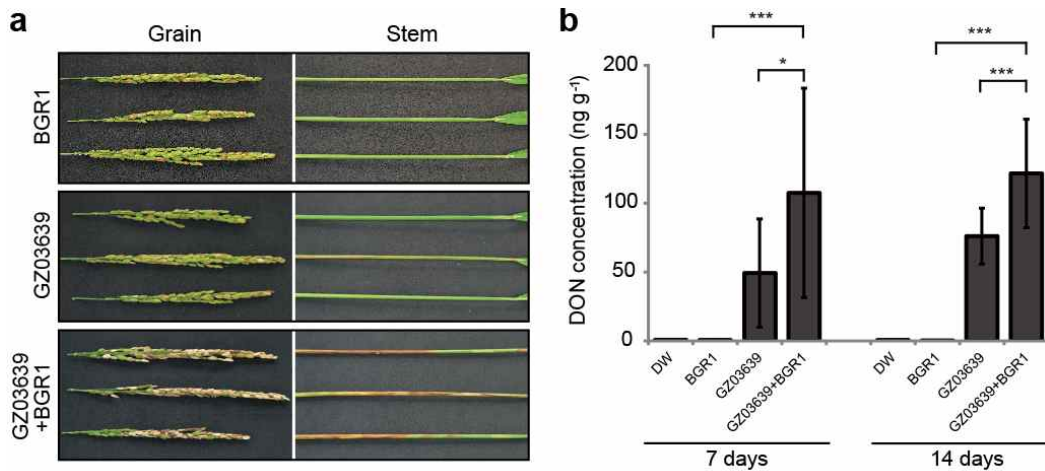 a
Grain
Stem
BGR1
GZ03639
GZ03639
+BGR1
b
DON concentration (ng g⁻¹)
200
150
100
50
0
***
*
***
***
DW
BGR1
GZ03639
GZ03639+BGR1
DW
BGR1
GZ03639
GZ03639+BGR1
7 days
14 days